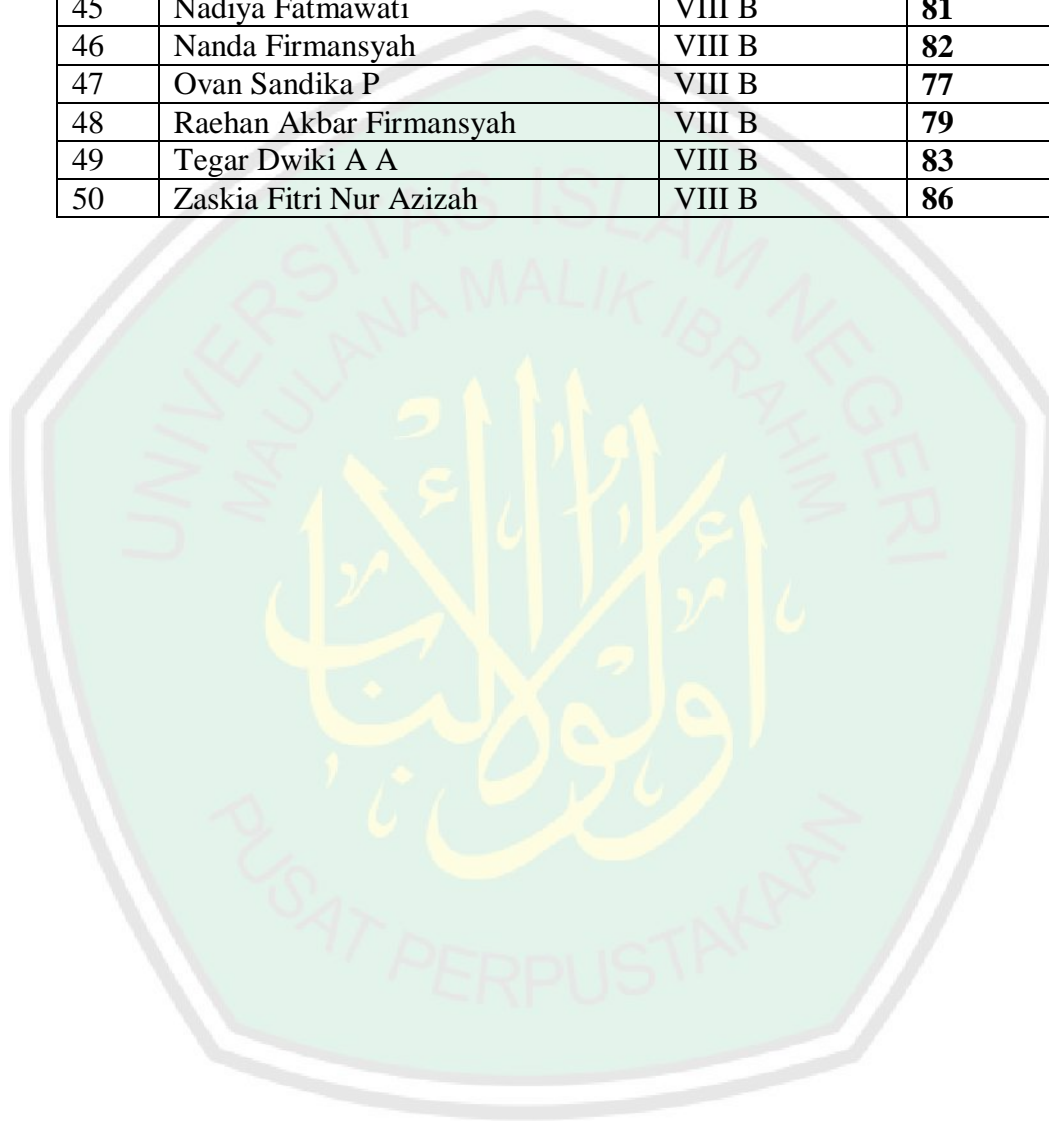 45 Nadiya Fatmawati VIII B 81
46 Nanda Firmansyah VIII B 82
47 Ovan Sandika P VIII B 77
48 Raehan Akbar Firmansyah VIII B 79
49 Tegar Dwiki A A VIII B 83
50 Zaskia Fitri Nur Azizah VIII B 86
UNIVERSITAS ISLAM NEGERI
MAULANA MALIK IBRAHIM
أولوا الألباب
PUSAT PERPUSTAKAAN